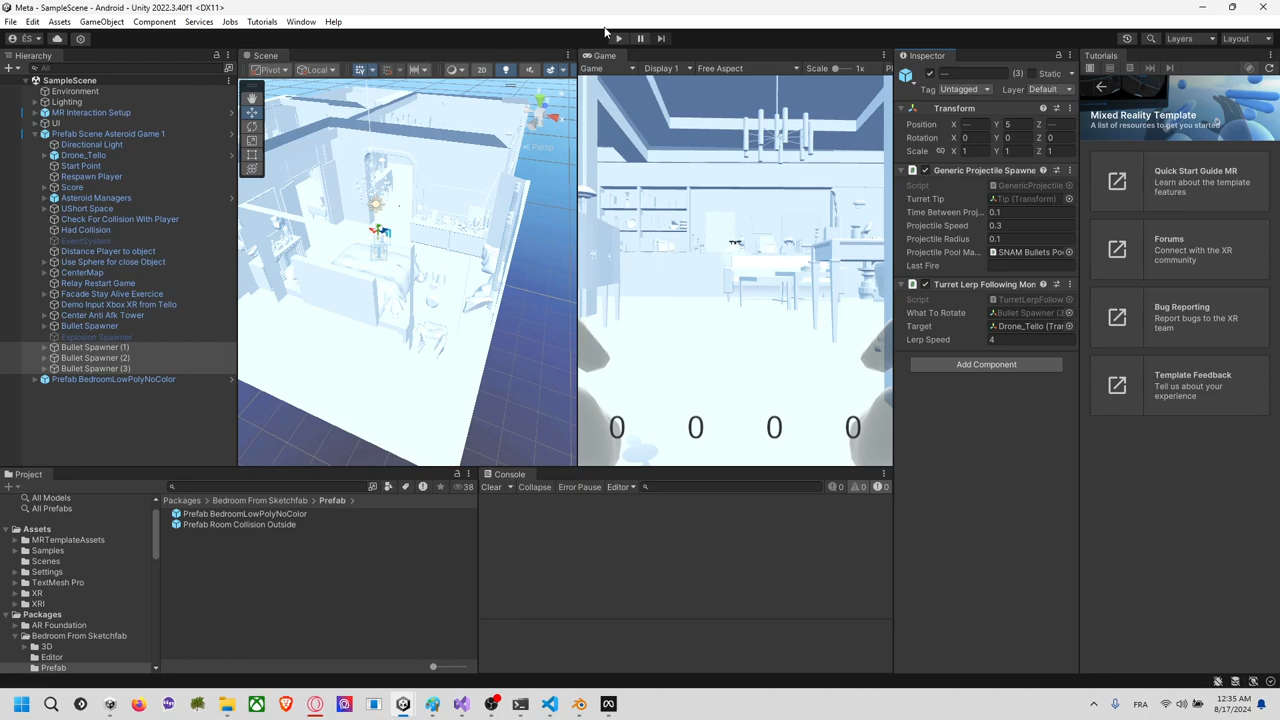 Meta - SampleScene - Android - Unity 2022.3.40f1 <DX11>
File Edit Assets GameObject Component Services Jobs Tutorials Window Help
ÉS Layers Layout
Hierarchy
All
SampleScene
Environment
Lighting
MR Interaction Setup
UI
Prefab Scene Asteroid Game 1
Directional Light
Drone_Tello
Start Point
Respawn Player
Score
Asteroid Managers
UShort Space
Check For Collision With Player
Had Collision
EventSystem
Distance Player to object
Use Sphere for close Object
CenterMap
Relay Restart Game
Facade Stay Alive Exercice
Demo Input Xbox XR from Tello
Center Anti Afk Tower
Bullet Spawner
Explosion Spawner
Bullet Spawner (1)
Bullet Spawner (2)
Bullet Spawner (3)
Prefab BedroomLowPolyNoColor
Scene
Pivot Local 2D
Persp
Game
Game Display 1 Free Aspect Scale 1x Pl
0 0 0 0
Inspector
— (3) Static
Tag Untagged Layer Default
Transform
Position X — Y 5 Z —
Rotation X 0 Y 0 Z 0
Scale X 1 Y 1 Z 1
Generic Projectile Spawne
Script GenericProjectile
Turret Tip Tip (Transform)
Time Between Proj... 0.1
Projectile Speed 0.3
Projectile Radius 0.1
Projectile Pool Ma... SNAM Bullets Po
Last Fire
Turret Lerp Following Mon
Script TurretLerpFollow
What To Rotate Bullet Spawner (3
Target Drone_Tello (Tran
Lerp Speed 4
Add Component
Tutorials
Mixed Reality Template
A list of resources to get you started
Quick Start Guide MR
Learn about the template
features
Forums
Connect with the XR
community
Bug Reporting
Report bugs to the XR
team
Template Feedback
Tell us about your
experience
Project
38
All Models
All Prefabs
Assets
MRTemplateAssets
Samples
Scenes
Settings
TextMesh Pro
XR
XRI
Packages
AR Foundation
Bedroom From Sketchfab
3D
Editor
Prefab
Packages > Bedroom From Sketchfab > Prefab >
Prefab BedroomLowPolyNoColor
Prefab Room Collision Outside
Console
Clear Collapse Error Pause Editor 0 0 0
FRA 12:35 AM
8/17/2024